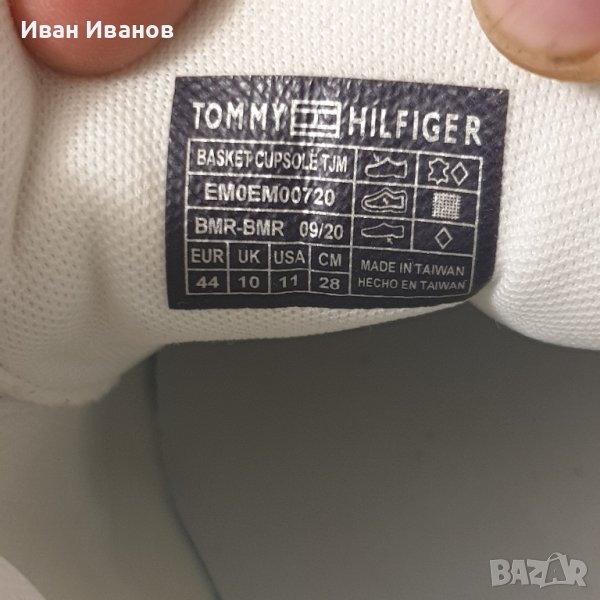 Иван Иванов
TOMMY HILFIGER
BASKET CUPSOLE TJM
EM0EM00720
BMR-BMR 09/20
EUR UK USA CM
44 10 11 28
MADE IN TAIWAN
HECHO EN TAIWAN
BAZAR